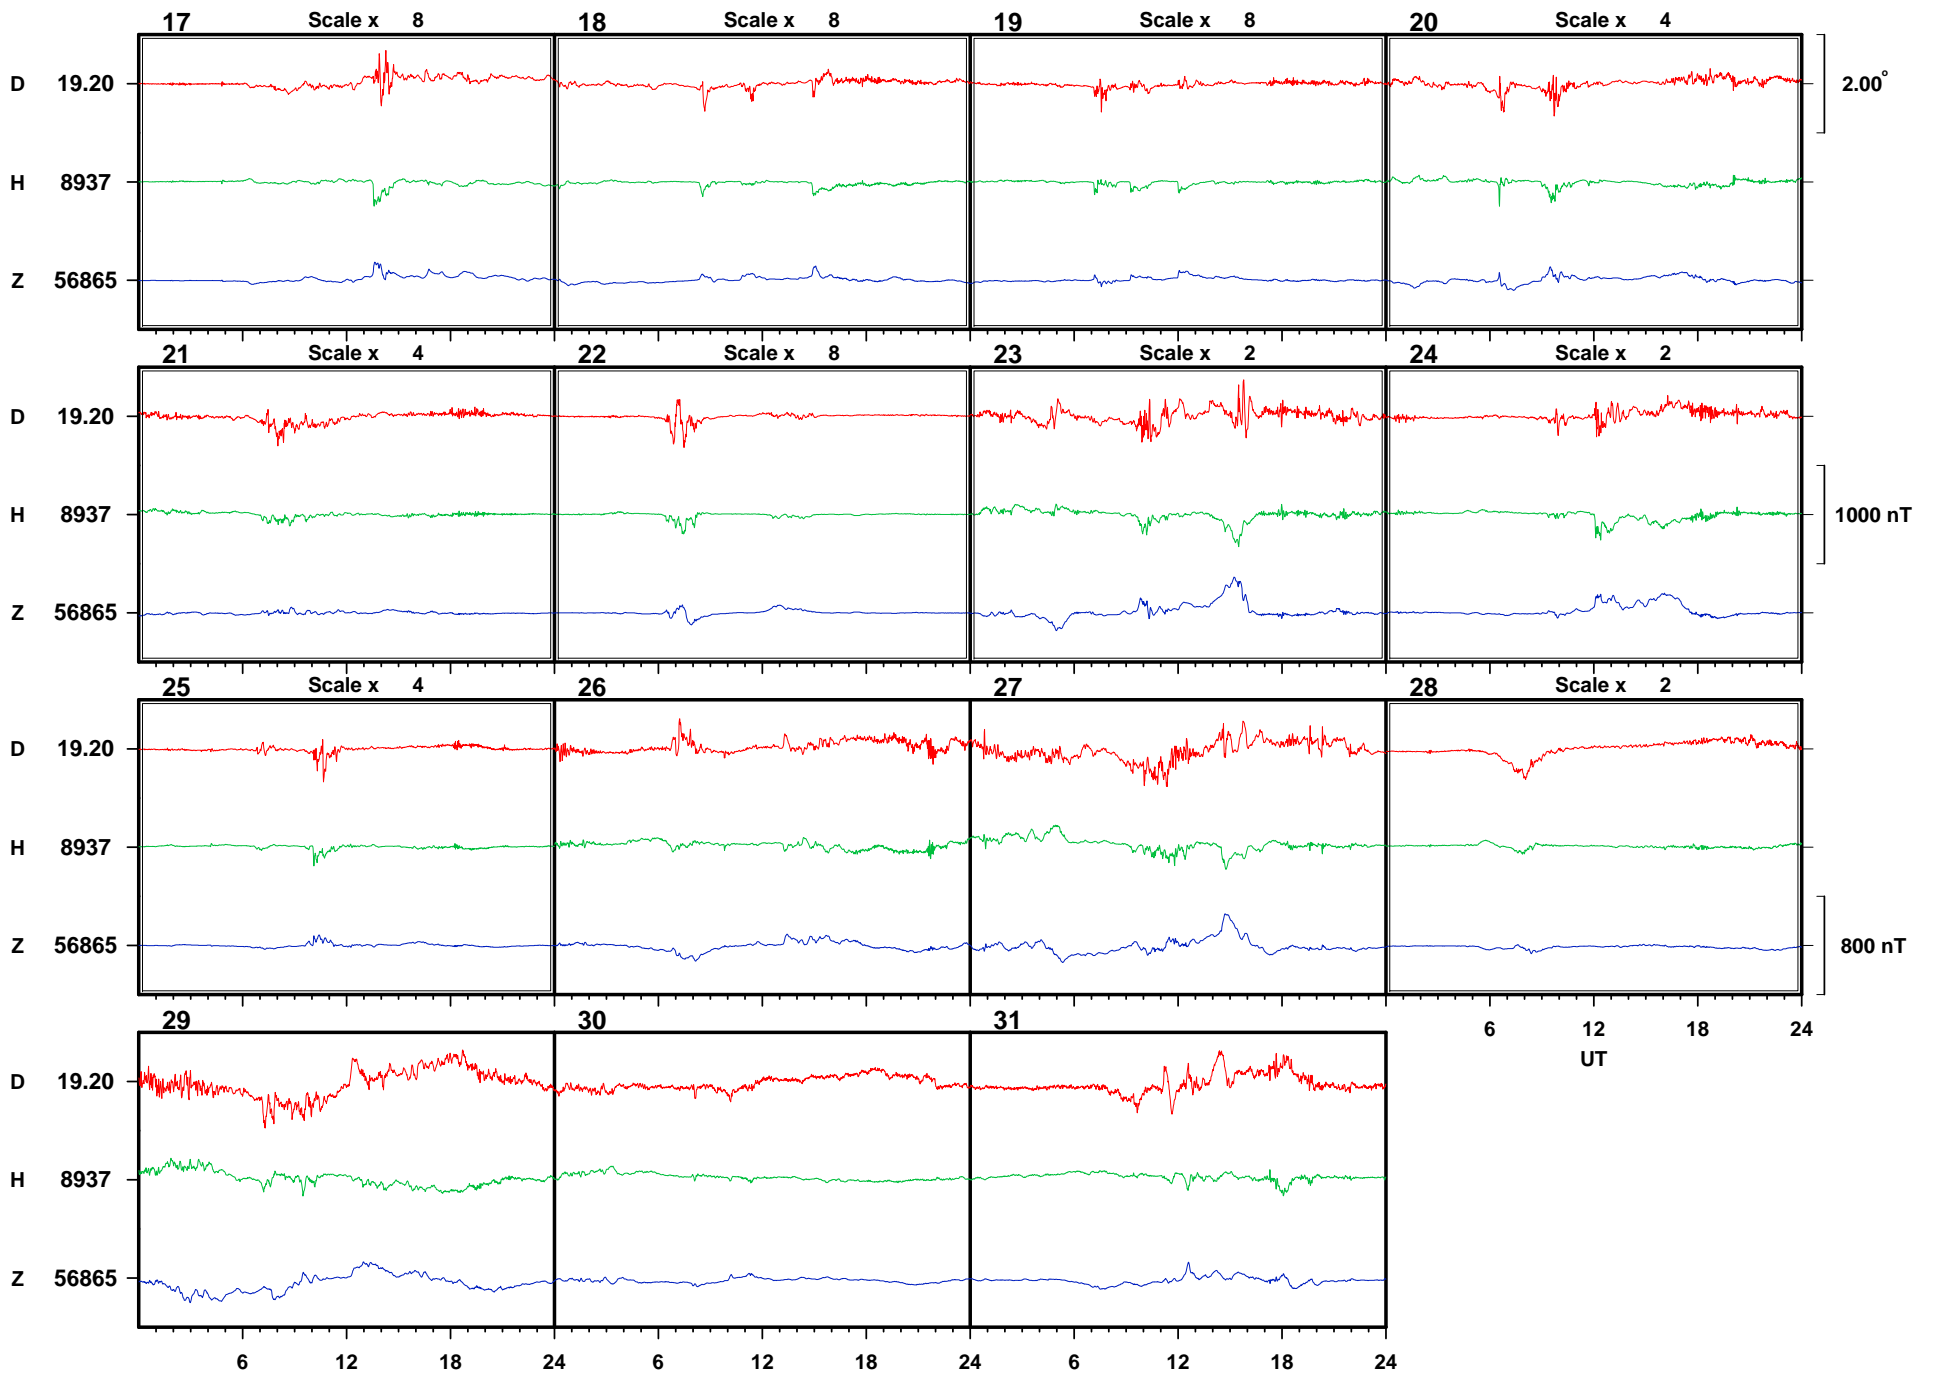 17 Scale x 8 18 Scale x 8 19 Scale x 8 20 Scale x 4
D 19.20 2.00°
H 8937
Z 56865
21 Scale x 4 22 Scale x 8 23 Scale x 2 24 Scale x 2
D 19.20
H 8937 1000 nT
Z 56865
25 Scale x 4 26 27 28 Scale x 2
D 19.20
H 8937
Z 56865 800 nT
6 12 18 24
UT
29 30 31
D 19.20
H 8937
Z 56865
6 12 18 24 6 12 18 24 6 12 18 24